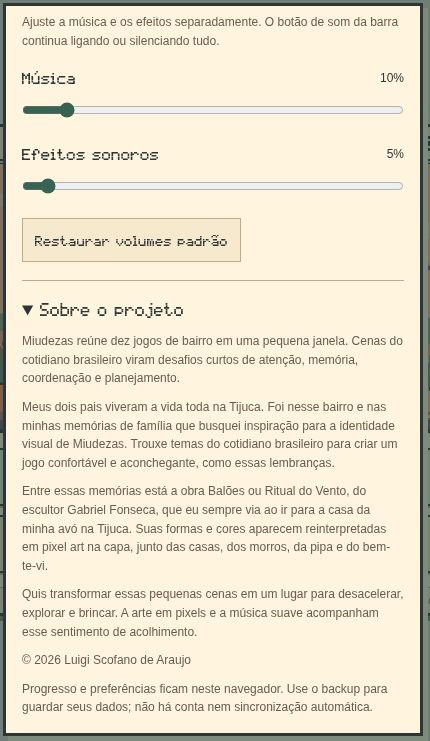 Ajuste a música e os efeitos separadamente. O botão de som da barra
continua ligando ou silenciando tudo.
Música 10%
Efeitos sonoros 5%
Restaurar volumes padrão
▼ Sobre o projeto
Miudezas reúne dez jogos de bairro em uma pequena janela. Cenas do
cotidiano brasileiro viram desafios curtos de atenção, memória,
coordenação e planejamento.
Meus dois pais viveram a vida toda na Tijuca. Foi nesse bairro e nas
minhas memórias de família que busquei inspiração para a identidade
visual de Miudezas. Trouxe temas do cotidiano brasileiro para criar um
jogo confortável e aconchegante, como essas lembranças.
Entre essas memórias está a obra Balões ou Ritual do Vento, do
escultor Gabriel Fonseca, que eu sempre via ao ir para a casa da
minha avó na Tijuca. Suas formas e cores aparecem reinterpretadas
em pixel art na capa, junto das casas, dos morros, da pipa e do bem-
te-vi.
Quis transformar essas pequenas cenas em um lugar para desacelerar,
explorar e brincar. A arte em pixels e a música suave acompanham
esse sentimento de acolhimento.
© 2026 Luigi Scofano de Araujo
Progresso e preferências ficam neste navegador. Use o backup para
guardar seus dados; não há conta nem sincronização automática.